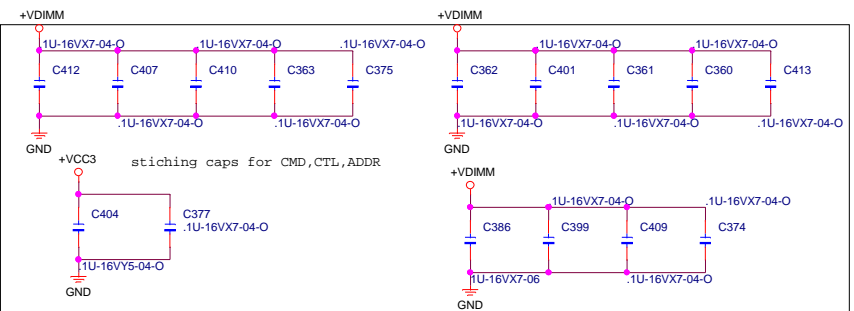 +VDIMM
.1U-16VX7-04-O .1U-16VX7-04-O .1U-16VX7-04-O
C412 C407 C410 C363 C375
.1U-16VX7-04-O .1U-16VX7-04-O
GND
+VDIMM
.1U-16VX7-04-O .1U-16VX7-04-O .1U-16VX7-04-O
C362 C401 C361 C360 C413
.1U-16VX7-04-O .1U-16VX7-04-O
GND
stiching caps for CMD,CTL,ADDR
+VCC3
C404 C377
.1U-16VX7-04-O
.1U-16VY5-04-O
GND
+VDIMM
.1U-16VX7-04-O .1U-16VX7-04-O
C386 C399 C409 C374
.1U-16VX7-06 .1U-16VX7-04-O
GND